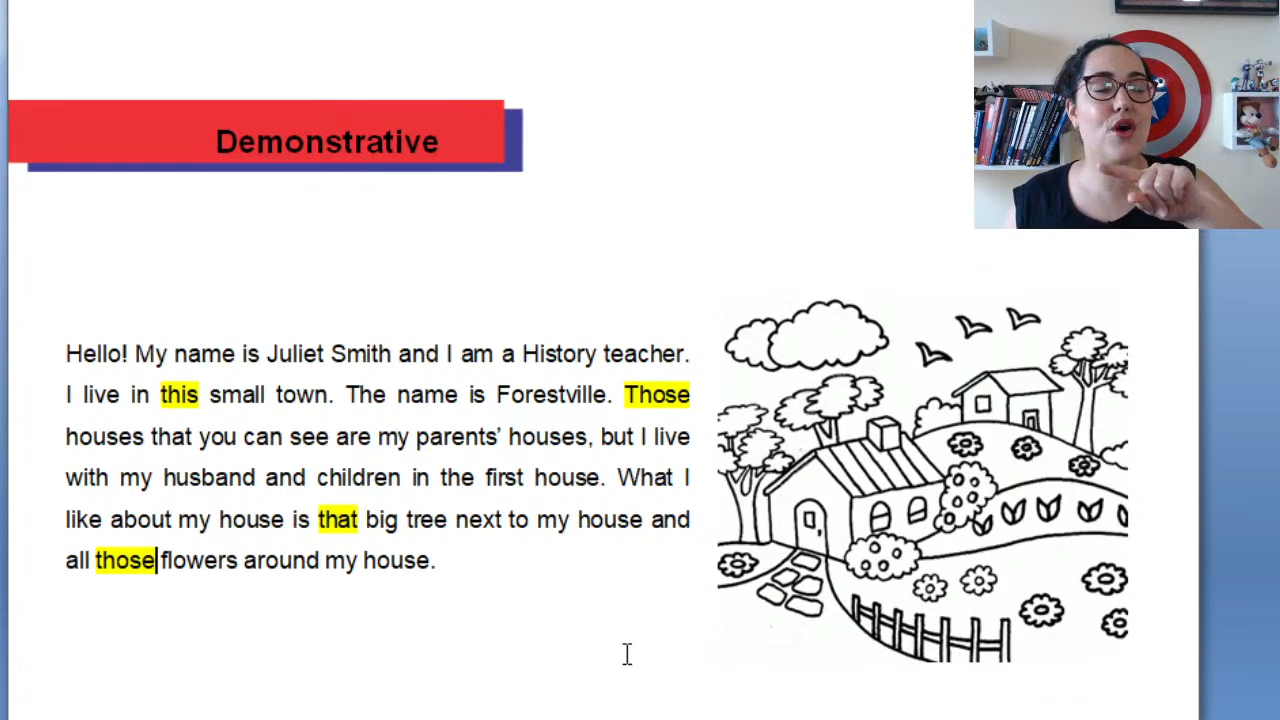 Demonstrative
Hello! My name is Juliet Smith and I am a History teacher.
I live in this small town. The name is Forestville. Those
houses that you can see are my parents’ houses, but I live
with my husband and children in the first house. What I
like about my house is that big tree next to my house and
all those flowers around my house.